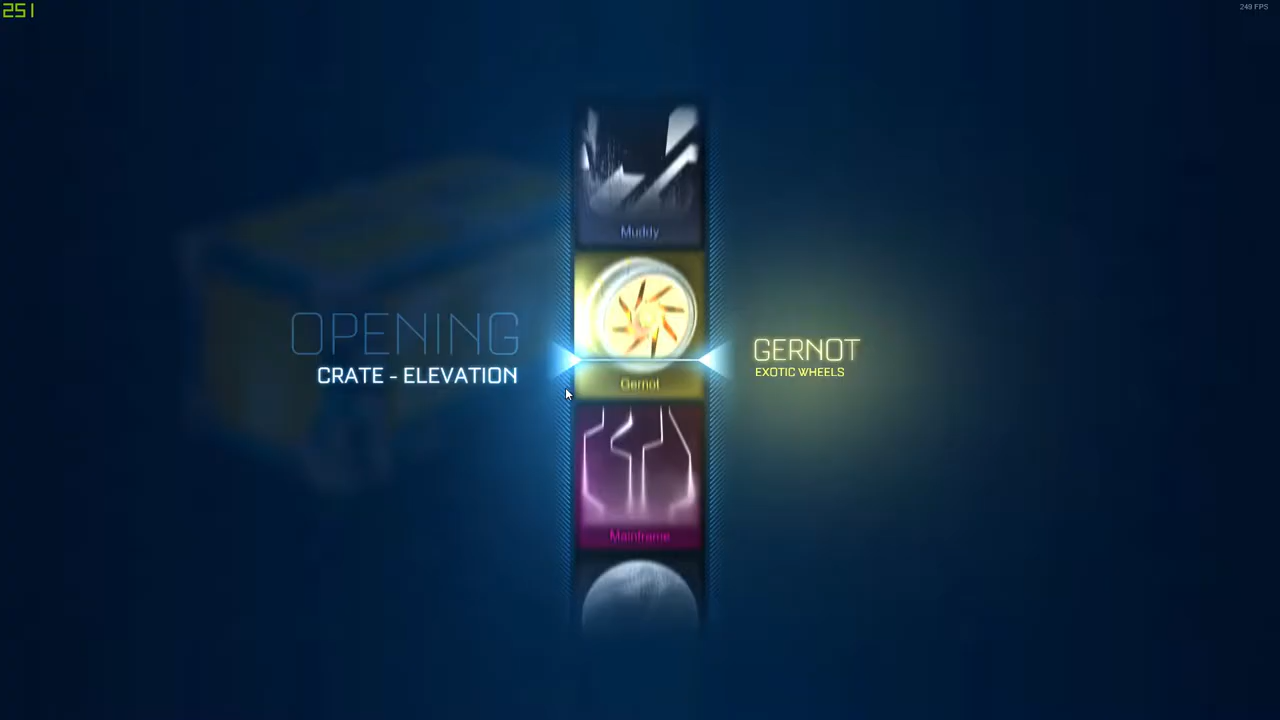 251
249 FPS
Muddy
OPENING
CRATE - ELEVATION
Gernot
GERNOT
EXOTIC WHEELS
Mainframe